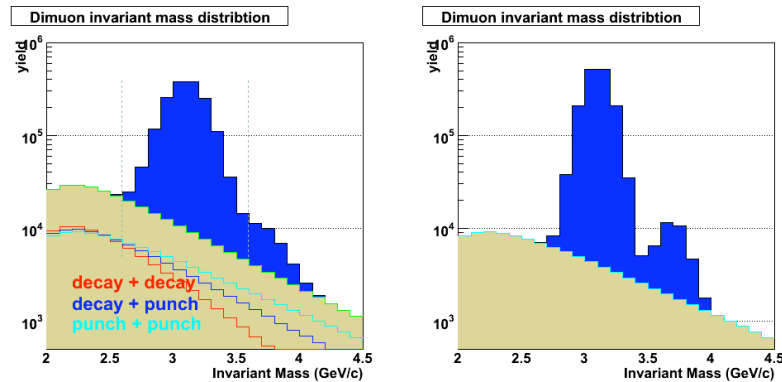 Dimuon invariant mass distribtion
yield
10^6
10^5
10^4
10^3
decay + decay
decay + punch
punch + punch
2 2.5 3 3.5 4 4.5
Invariant Mass (GeV/c)
Dimuon invariant mass distribtion
yield
10^6
10^5
10^4
10^3
2 2.5 3 3.5 4 4.5
Invariant Mass (GeV/c)